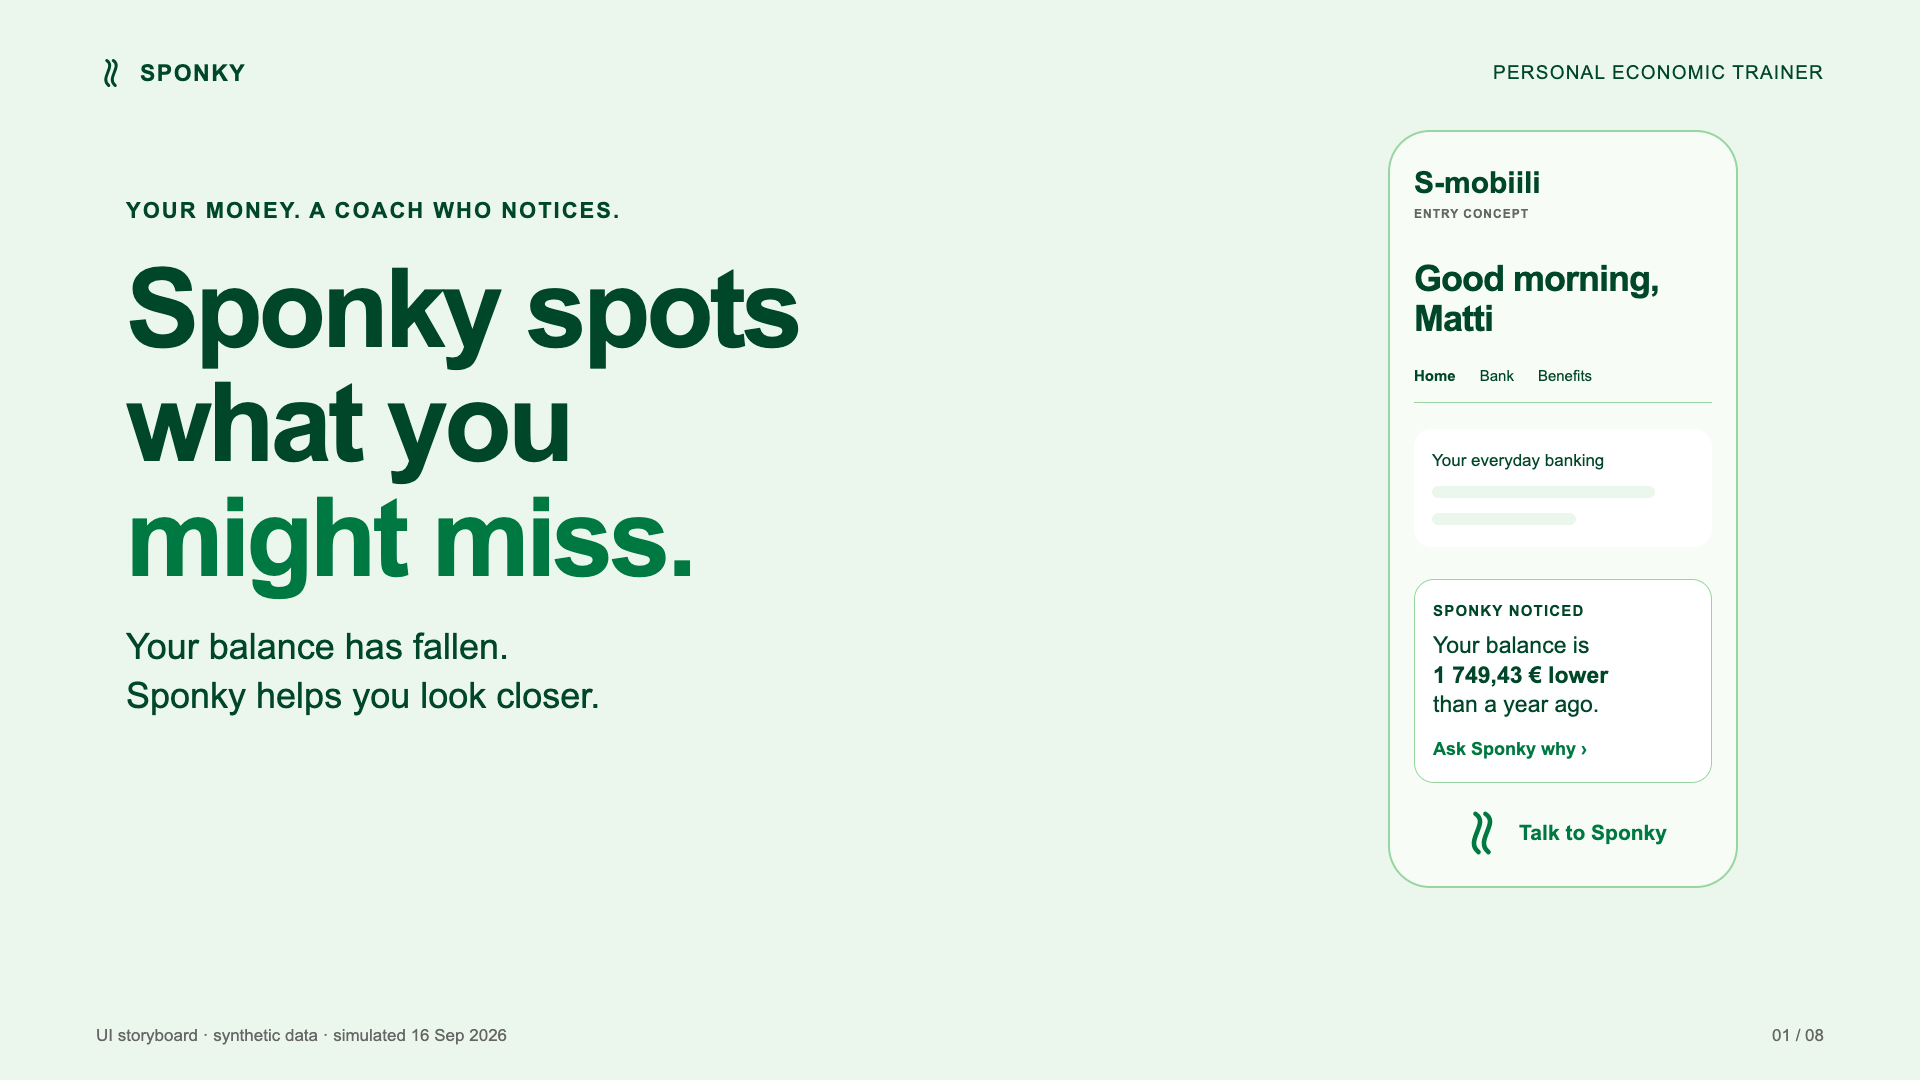 SPONKY
PERSONAL ECONOMIC TRAINER
YOUR MONEY. A COACH WHO NOTICES.
Sponky spots
what you
might miss.
Your balance has fallen.
Sponky helps you look closer.
S-mobiili
ENTRY CONCEPT
Good morning,
Matti
Home Bank Benefits
Your everyday banking
SPONKY NOTICED
Your balance is
1 749,43 € lower
than a year ago.
Ask Sponky why ›
Talk to Sponky
UI storyboard · synthetic data · simulated 16 Sep 2026
01 / 08